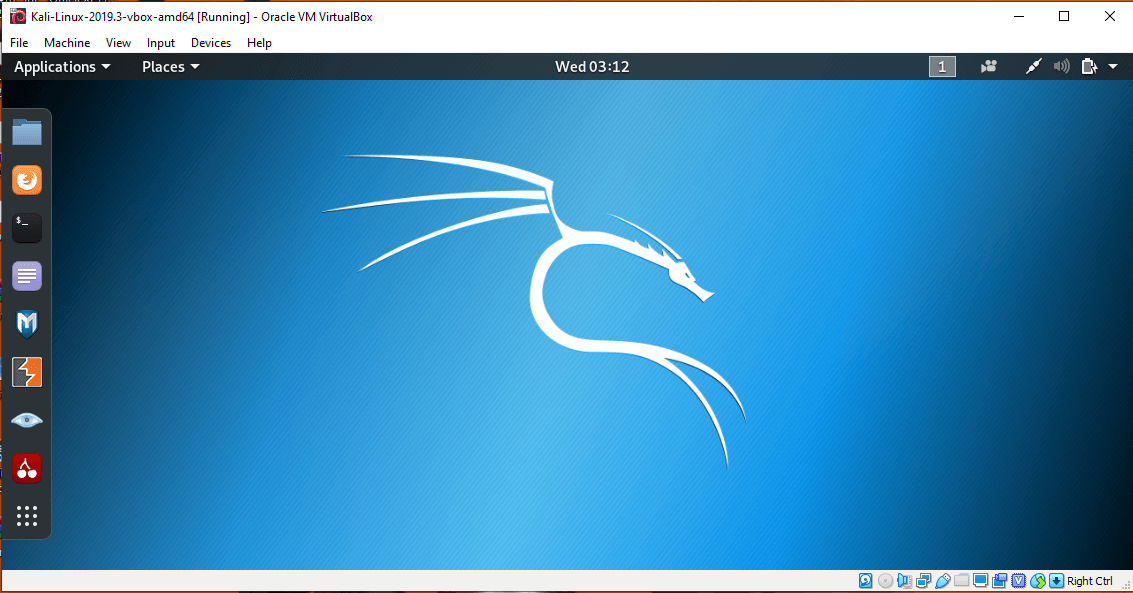 Kali-Linux-2019.3-vbox-amd64 [Running] - Oracle VM VirtualBox
File Machine View Input Devices Help
Applications Places Wed 03:12 1
$_
Right Ctrl